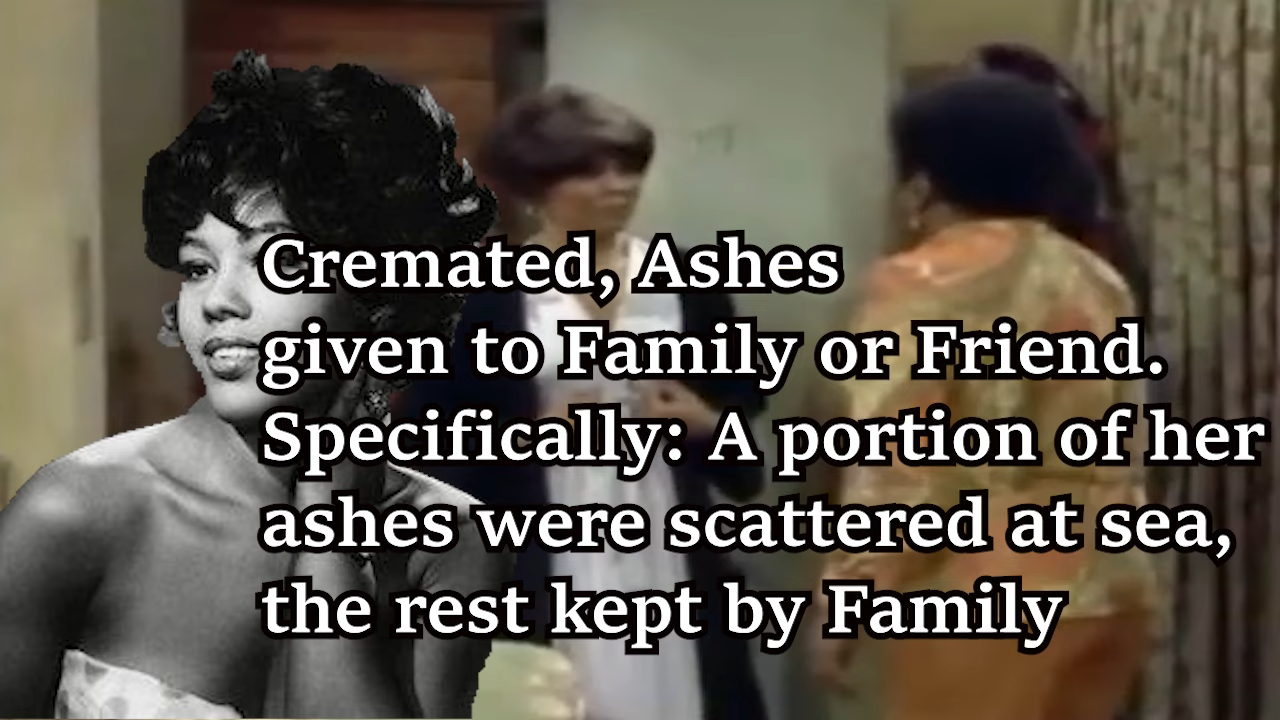 Cremated, Ashes
given to Family or Friend.
Specifically: A portion of her
ashes were scattered at sea,
the rest kept by Family